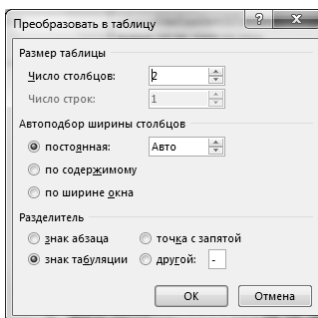 Преобразовать в таблицу
Размер таблицы
Число столбцов: 2
Число строк: 1
Автоподбор ширины столбцов
постоянная: Авто
по содержимому
по ширине окна
Разделитель
знак абзаца точка с запятой
знак табуляции другой: -
ОК Отмена